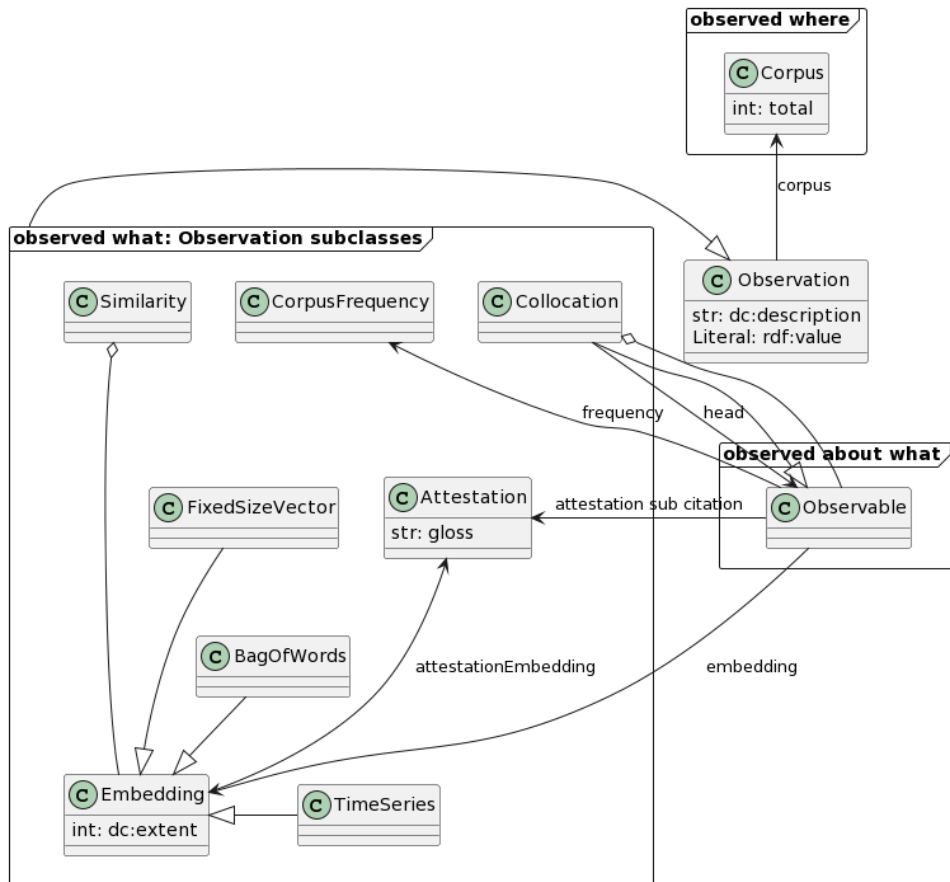 observed where
C Corpus
int: total
corpus
observed what: Observation subclasses
C Observation
str: dc:description
Literal: rdf:value
C Similarity
C CorpusFrequency
C Collocation
frequency
head
observed about what
C FixedSizeVector
C Attestation
str: gloss
attestation sub citation
C Observable
C BagOfWords
attestationEmbedding
embedding
C Embedding
int: dc:extent
C TimeSeries